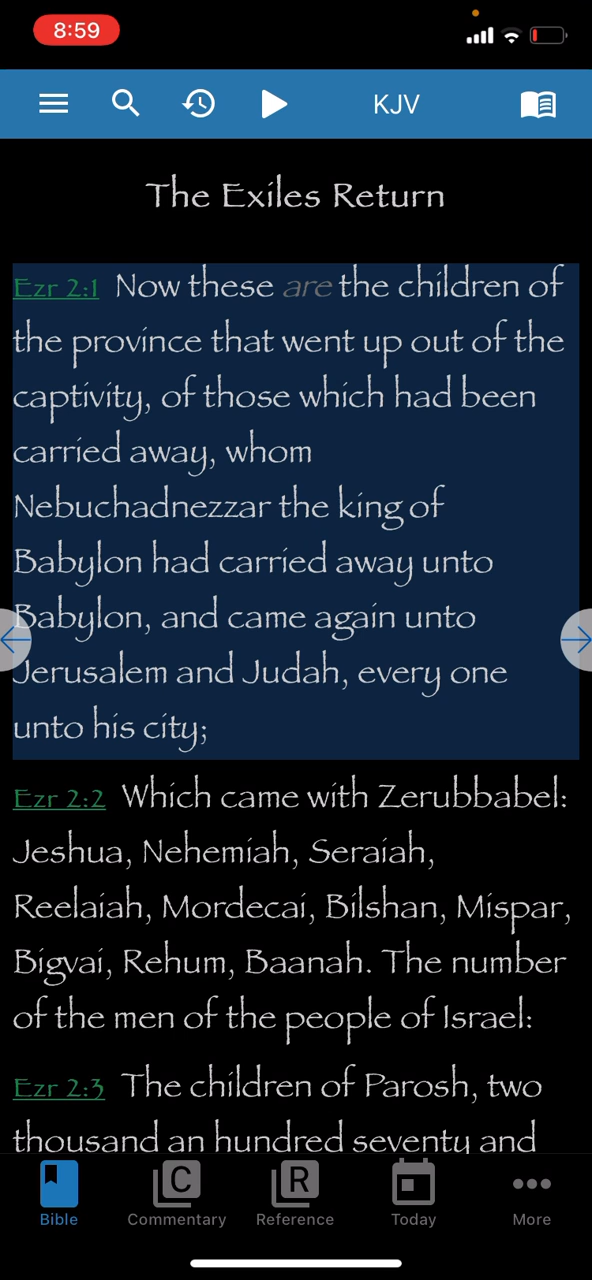 8:59
KJV
The Exiles Return
Ezr 2:1 Now these are the children of
the province that went up out of the
captivity, of those which had been
carried away, whom
Nebuchadnezzar the king of
Babylon had carried away unto
Babylon, and came again unto
Jerusalem and Judah, every one
unto his city;
Ezr 2:2 Which came with Zerubbabel:
Jeshua, Nehemiah, Seraiah,
Reelaiah, Mordecai, Bilshan, Mispar,
Bigvai, Rehum, Baanah. The number
of the men of the people of Israel:
Ezr 2:3 The children of Parosh, two
thousand an hundred seventy and
C R
Bible Commentary Reference Today More